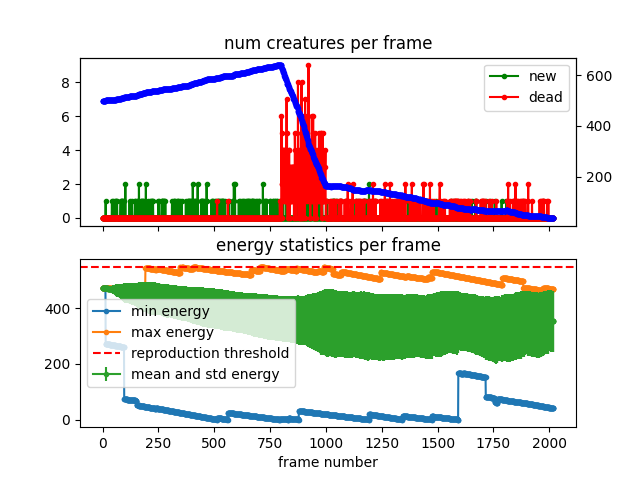 num creatures per frame
8
6
4
2
0
600
400
200
new
dead
energy statistics per frame
400
200
0
min energy
max energy
reproduction threshold
mean and std energy
0 250 500 750 1000 1250 1500 1750 2000
frame number